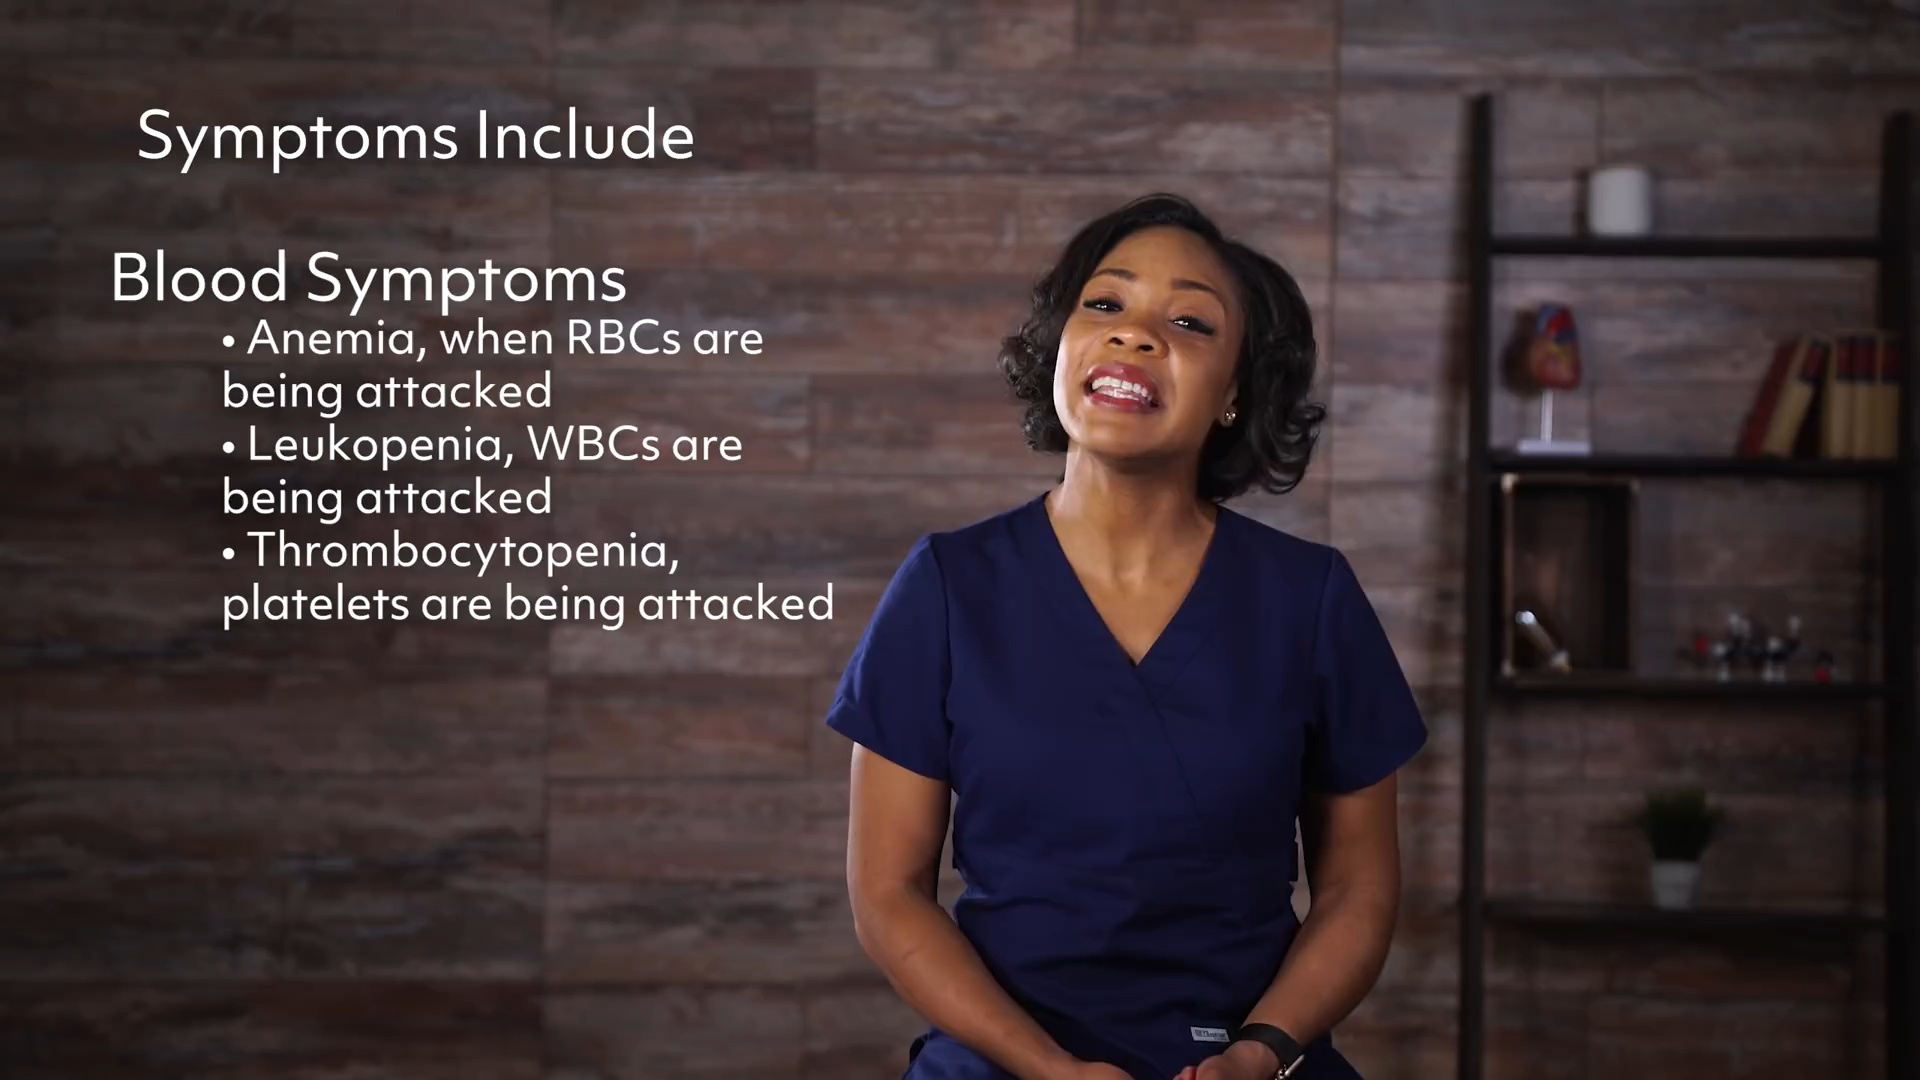 Symptoms Include
Blood Symptoms
• Anemia, when RBCs are
being attacked
• Leukopenia, WBCs are
being attacked
• Thrombocytopenia,
platelets are being attacked